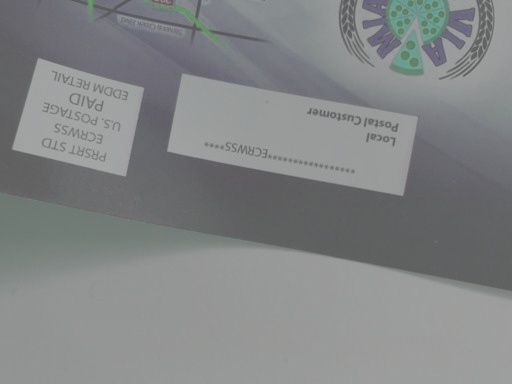 ****************ECRWSS****
Local
Postal Customer
PRSRT STD
ECRWSS
U.S. POSTAGE
PAID
EDDM RETAIL